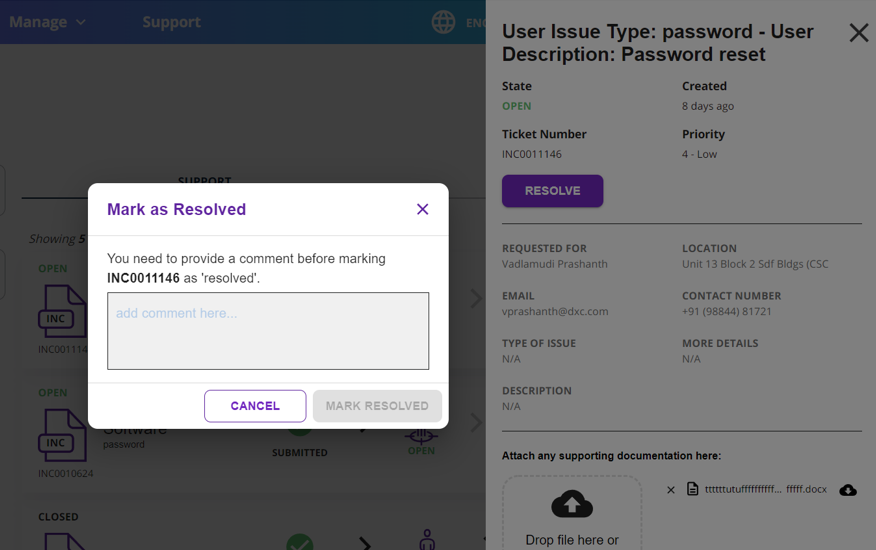 Manage
Support
ENG
User Issue Type: password - User
Description: Password reset
State
Created
OPEN
8 days ago
Ticket Number
Priority
INC0011146
4 - Low
RESOLVE
SUPPORT
Mark as Resolved
Showing 5
You need to provide a comment before marking
INC0011146 as 'resolved'.
add comment here...
CANCEL
MARK RESOLVED
OPEN
INC
INC001114
OPEN
INC
Software
password
INC0010624
SUBMITTED
OPEN
CLOSED
REQUESTED FOR
LOCATION
Vadlamudi Prashanth
Unit 13 Block 2 Sdf Bldgs (CSC
EMAIL
CONTACT NUMBER
vprashanth@dxc.com
+91 (98844) 81721
TYPE OF ISSUE
MORE DETAILS
N/A
N/A
DESCRIPTION
N/A
Attach any supporting documentation here:
ttttttutuffffffffff... fffff.docx
Drop file here or